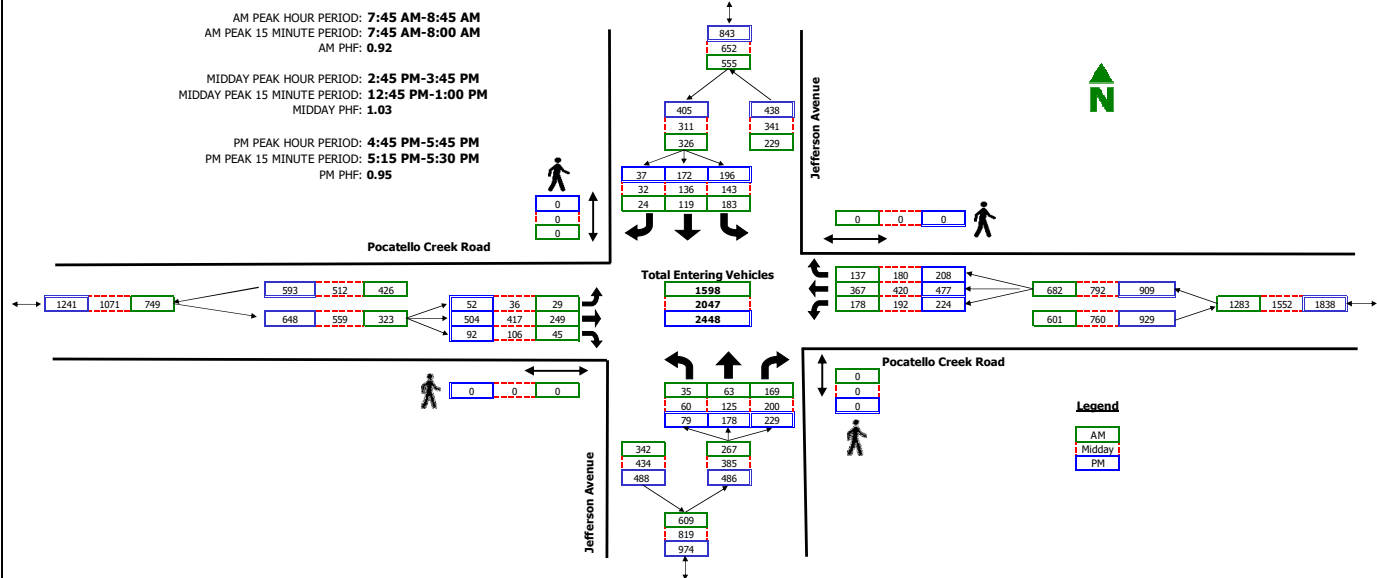 AM PEAK HOUR PERIOD: 7:45 AM-8:45 AM
AM PEAK 15 MINUTE PERIOD: 7:45 AM-8:00 AM
AM PHF: 0.92
MIDDAY PEAK HOUR PERIOD: 2:45 PM-3:45 PM
MIDDAY PEAK 15 MINUTE PERIOD: 12:45 PM-1:00 PM
MIDDAY PHF: 1.03
PM PEAK HOUR PERIOD: 4:45 PM-5:45 PM
PM PEAK 15 MINUTE PERIOD: 5:15 PM-5:30 PM
PM PHF: 0.95
843
652
555
405
311
326
438
341
229
37 172 196
32 136 143
24 119 183
Jefferson Avenue
N
0
0
0
0 0 0
Pocatello Creek Road
1241 1071 749
593 512 426
648 559 323
52 36 29
504 417 249
92 106 45
Total Entering Vehicles
1598
2047
2448
137 180 208
367 420 477
178 192 224
682 792 909
601 760 929
1283 1552 1838
Pocatello Creek Road
0 0 0
35 63 169
60 125 200
79 178 229
0
0
0
342
434
488
267
385
486
609
819
974
Jefferson Avenue
Legend
AM
Midday
PM